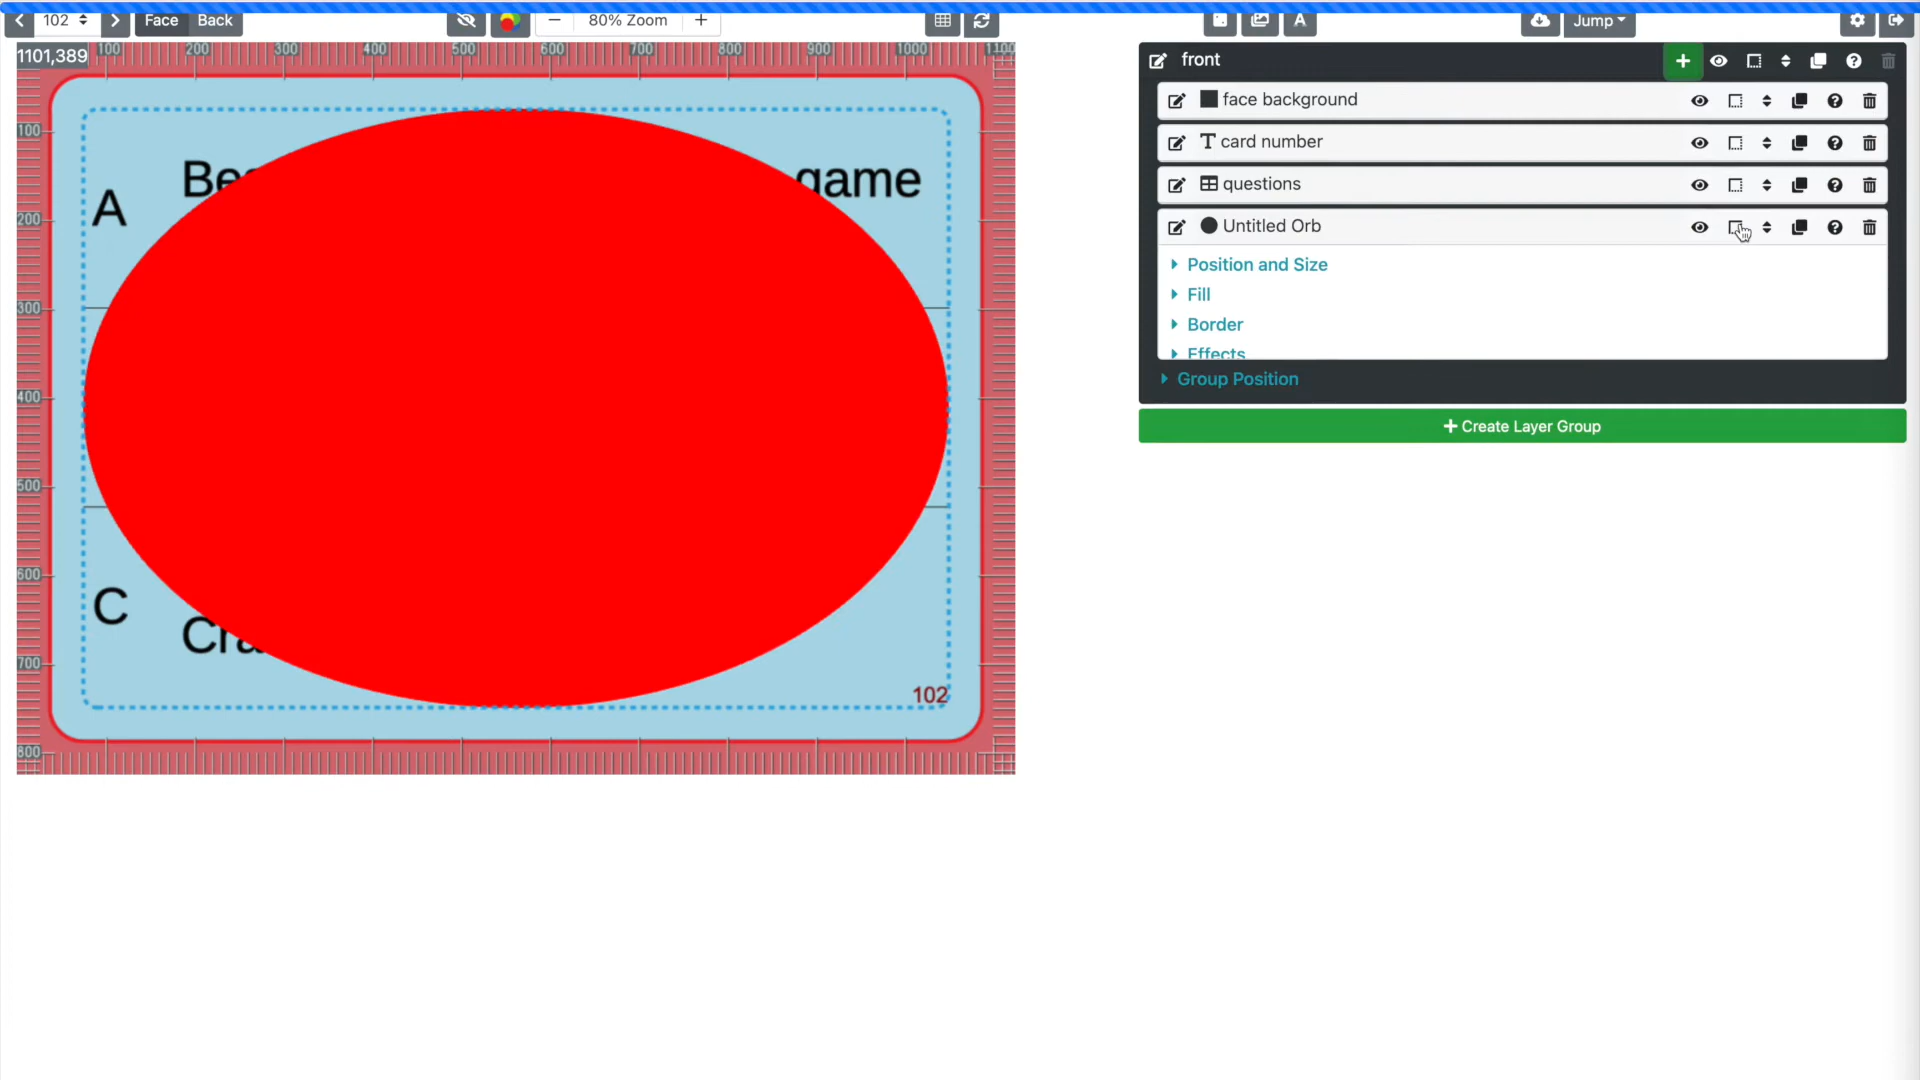 102
Face
Back
80% Zoom
A
Jump
1101,389
100
200
300
400
500
600
700
800
900
1000
1100
100
200
300
400
500
600
700
800
A
Be
game
C
Cra
102
front
face background
T card number
questions
Untitled Orb
Position and Size
Fill
Border
Effects
Group Position
+ Create Layer Group